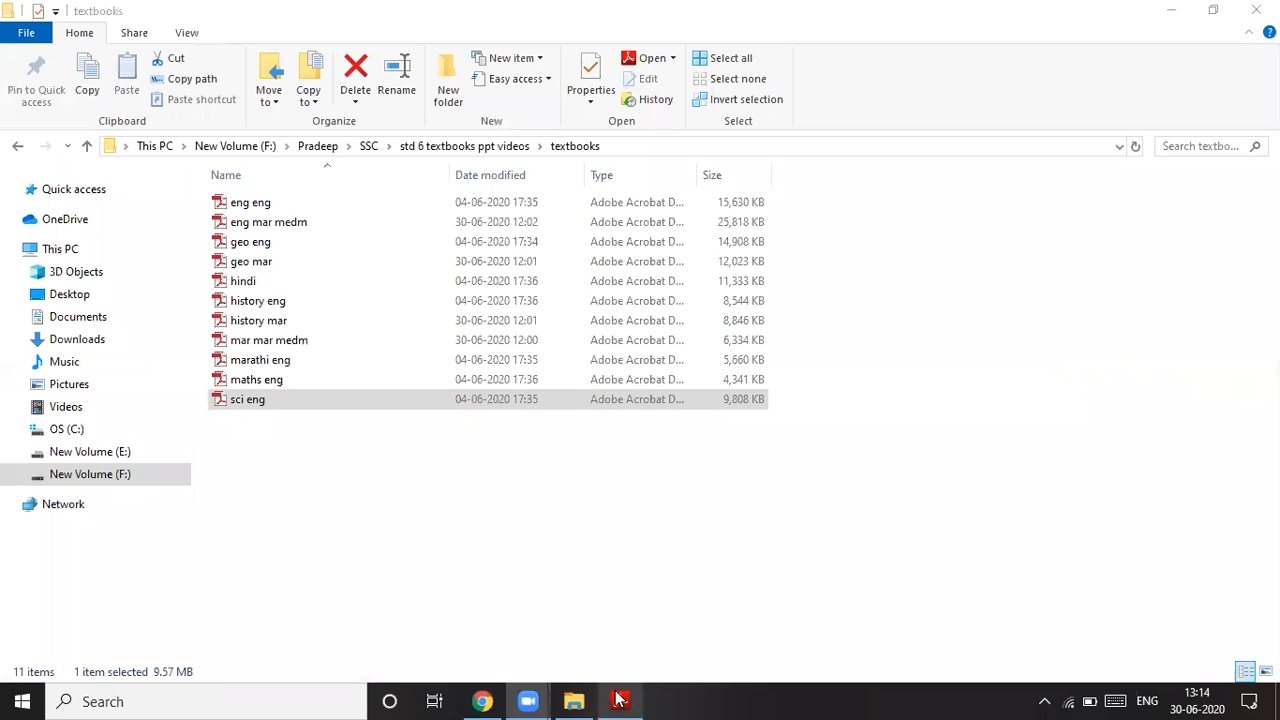 textbooks
File Home Share View
Pin to Quick access
Copy
Paste
Cut
Copy path
Paste shortcut
Clipboard
Move to
Copy to
Delete
Rename
Organize
New folder
New item
Easy access
New
Properties
Open
Edit
History
Open
Select all
Select none
Invert selection
Select
This PC > New Volume (F:) > Pradeep > SSC > std 6 textbooks ppt videos > textbooks
Search textbo...
Quick access
OneDrive
This PC
3D Objects
Desktop
Documents
Downloads
Music
Pictures
Videos
OS (C:)
New Volume (E:)
New Volume (F:)
Network
Name Date modified Type Size
eng eng 04-06-2020 17:35 Adobe Acrobat D... 15,630 KB
eng mar medm 30-06-2020 12:02 Adobe Acrobat D... 25,818 KB
geo eng 04-06-2020 17:34 Adobe Acrobat D... 14,908 KB
geo mar 30-06-2020 12:01 Adobe Acrobat D... 12,023 KB
hindi 04-06-2020 17:36 Adobe Acrobat D... 11,333 KB
history eng 04-06-2020 17:36 Adobe Acrobat D... 8,544 KB
history mar 30-06-2020 12:01 Adobe Acrobat D... 8,846 KB
mar mar medm 30-06-2020 12:00 Adobe Acrobat D... 6,334 KB
marathi eng 04-06-2020 17:35 Adobe Acrobat D... 5,660 KB
maths eng 04-06-2020 17:36 Adobe Acrobat D... 4,341 KB
sci eng 04-06-2020 17:35 Adobe Acrobat D... 9,808 KB
11 items 1 item selected 9.57 MB
Search
ENG
13:14
30-06-2020